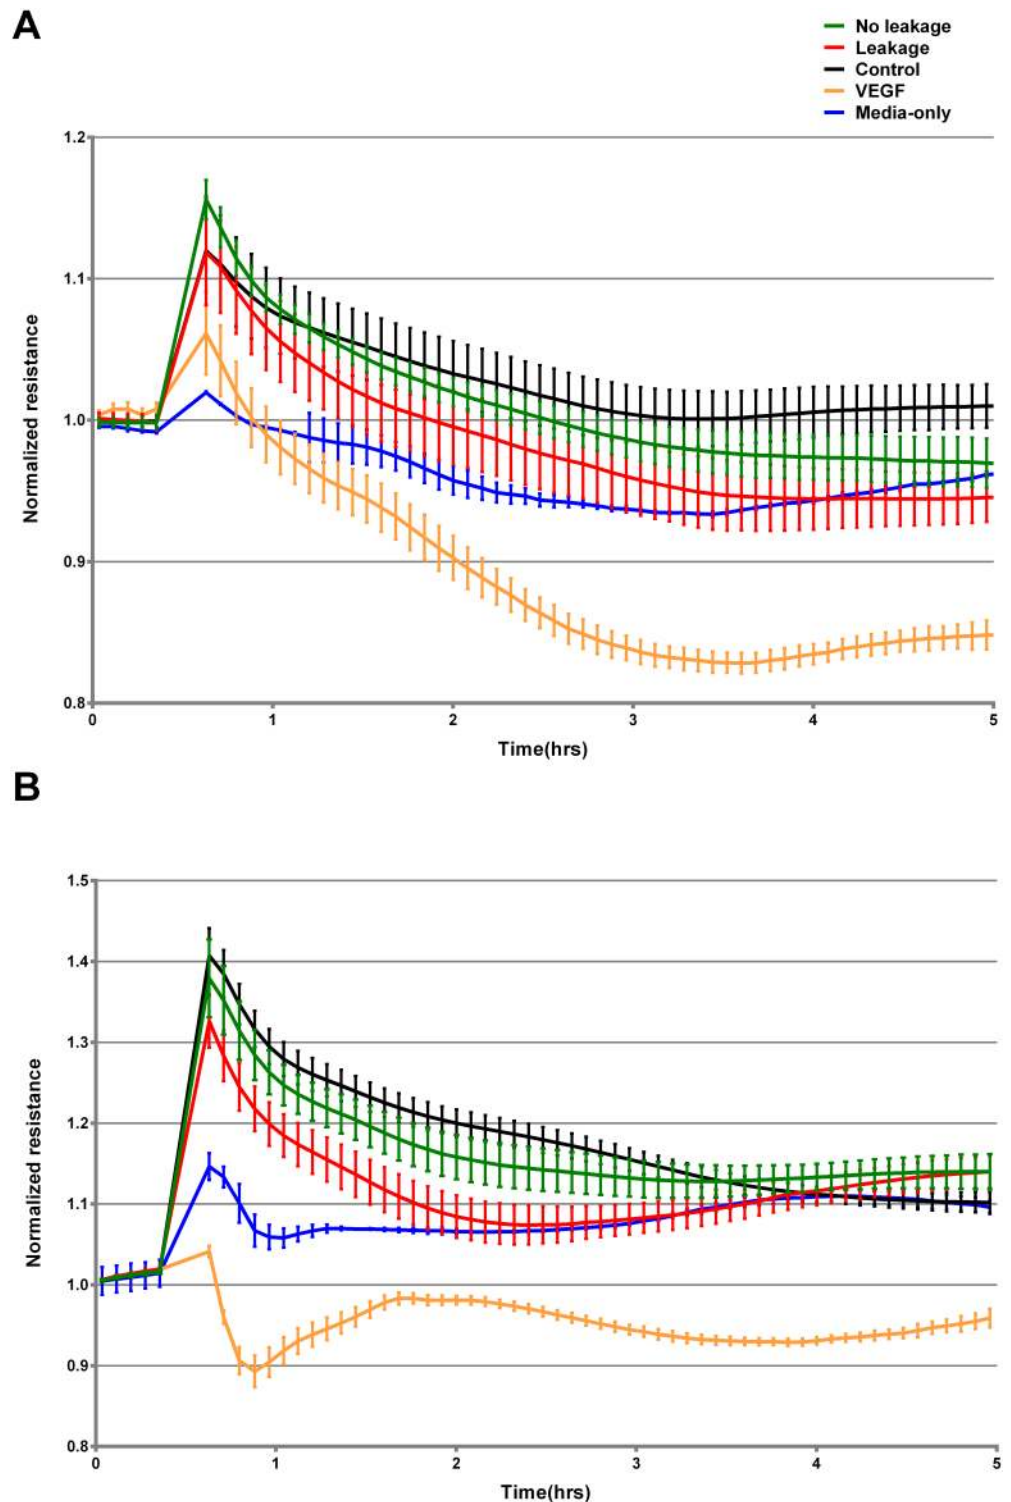 A
No leakage
Leakage
Control
VEGF
Media-only
1.2
1.1
1.0
0.9
0.8
Normalized resistance
0 1 2 3 4 5
Time(hrs)
B
1.5
1.4
1.3
1.2
1.1
1.0
0.9
0.8
Normalized resistance
0 1 2 3 4 5
Time(hrs)